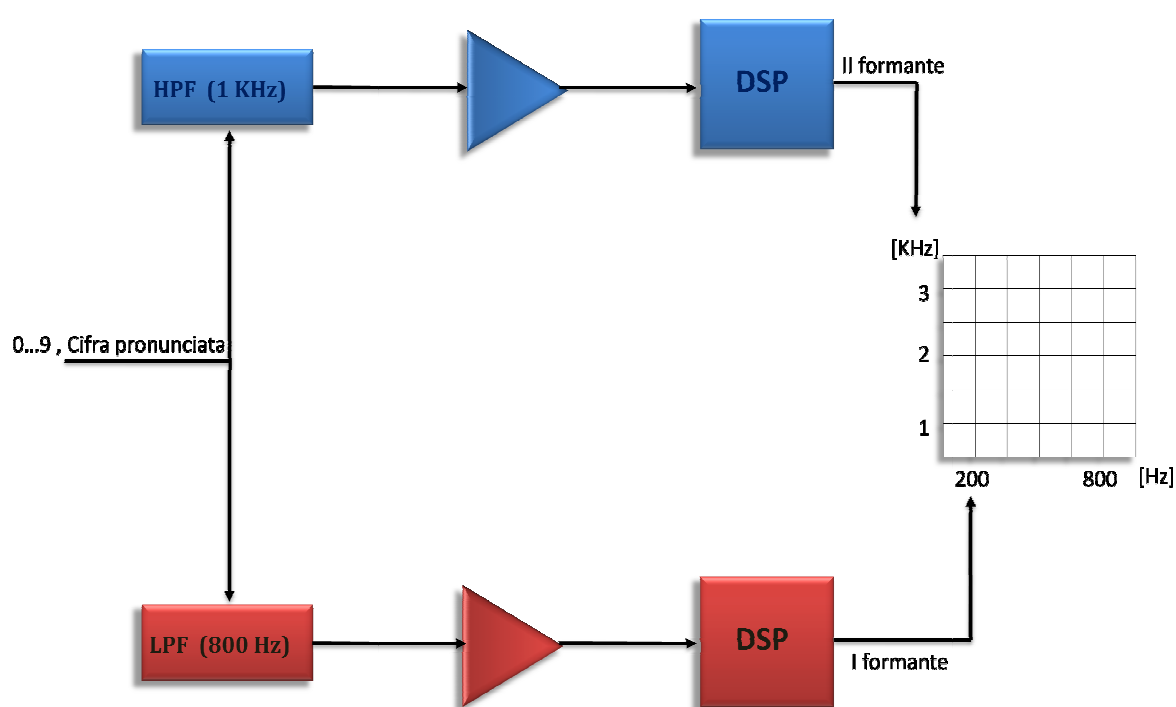 HPF (1 KHz)
DSP
II formante
[KHz]
3
2
1
200
800
[Hz]
0...9 , Cifra pronunciata
LPF (800 Hz)
DSP
I formante